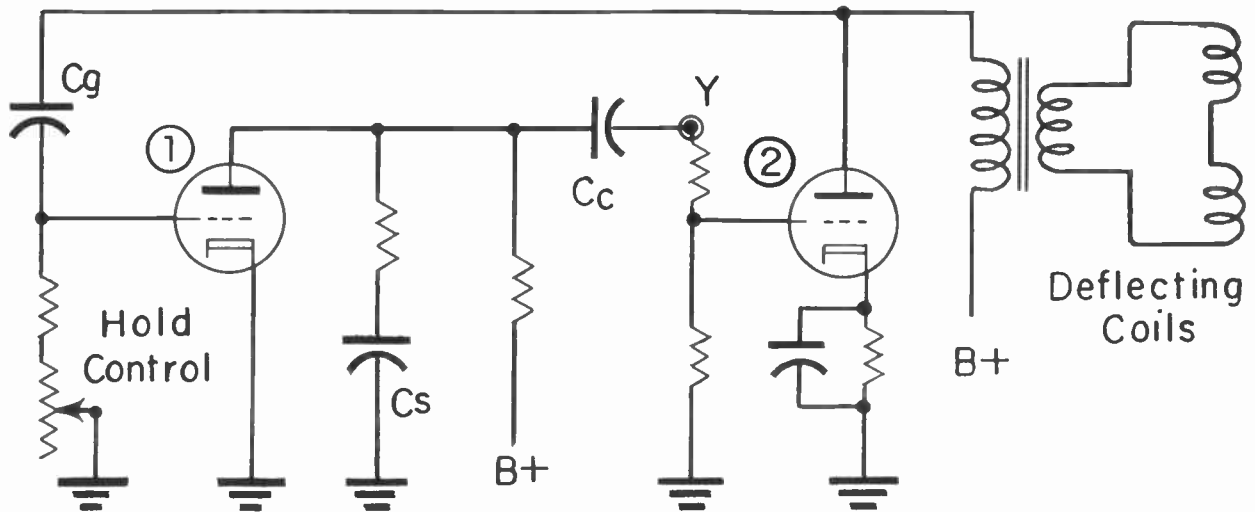 Cg
1
Hold
Control
Cs
B+
Cc
Y
2
B+
Deflecting
Coils